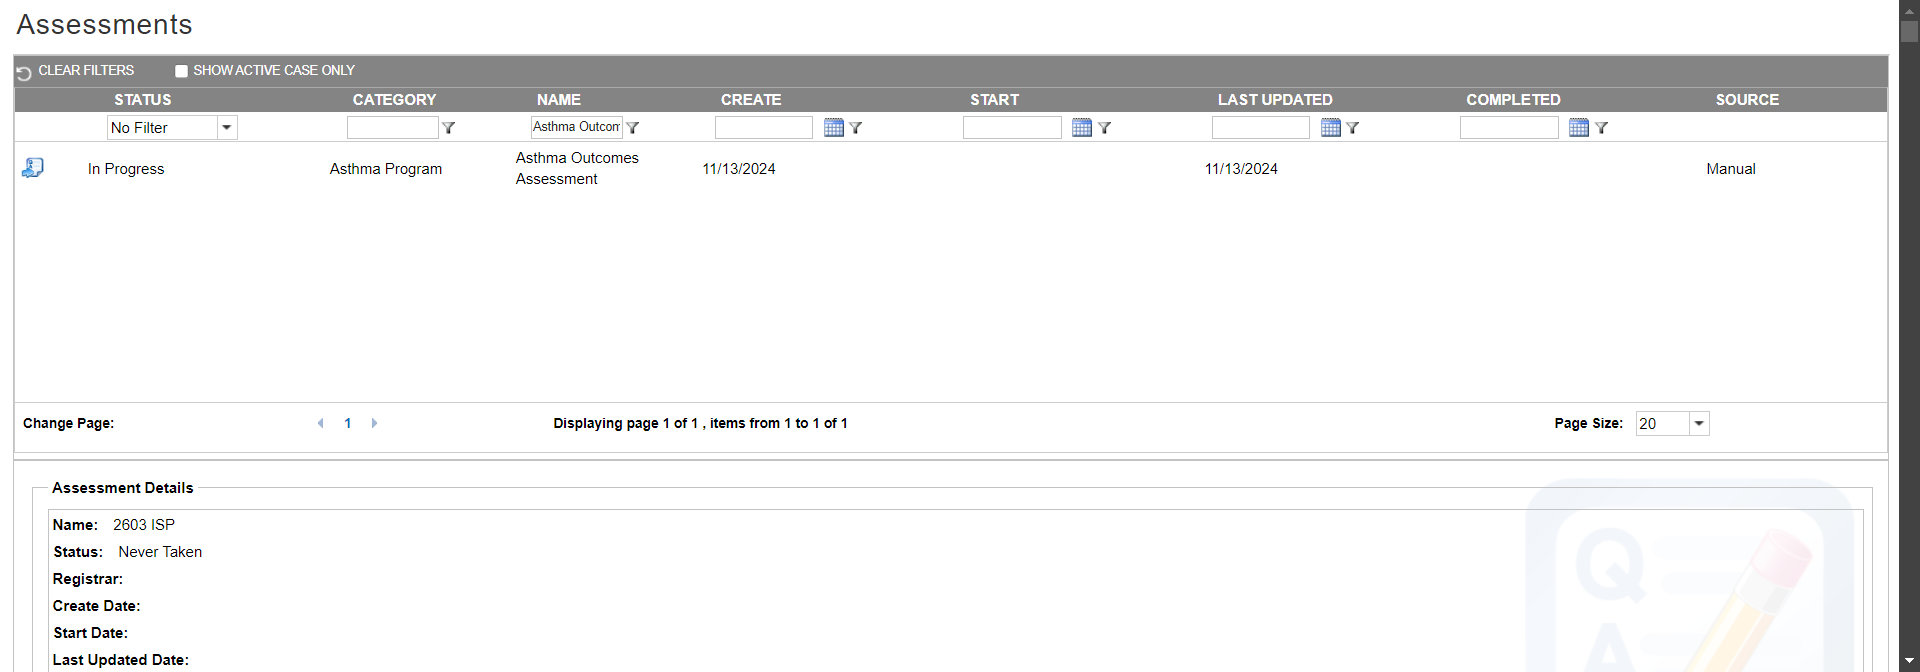 Assessments
CLEAR FILTERS SHOW ACTIVE CASE ONLY
STATUS CATEGORY NAME CREATE START LAST UPDATED COMPLETED SOURCE
No Filter Asthma Outcom
In Progress Asthma Program Asthma Outcomes Assessment 11/13/2024 11/13/2024 Manual
Change Page: 1 Displaying page 1 of 1 , items from 1 to 1 of 1 Page Size: 20
Assessment Details
Name: 2603 ISP
Status: Never Taken
Registrar:
Create Date:
Start Date:
Last Updated Date:
Q
A